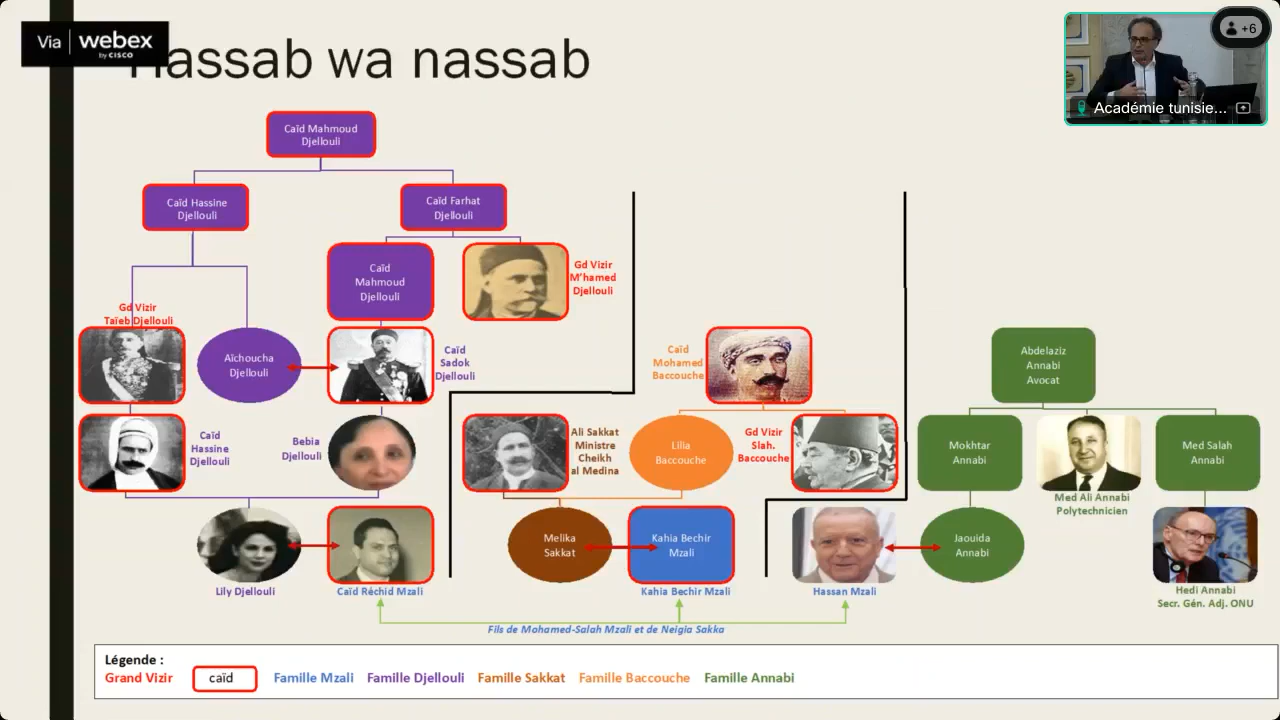 Via webex
by CISCO
Hassab wa nassab
+6
Académie tunisie...
Caïd Mahmoud
Djellouli
Caïd Hassine
Djellouli
Caïd Farhat
Djellouli
Caïd
Mahmoud
Djellouli
Gd Vizir
M'hamed
Djellouli
Gd Vizir
Taïeb Djellouli
Aïchoucha
Djellouli
Caïd
Sadok
Djellouli
Caïd
Mohamed
Baccouche
Abdelaziz
Annabi
Avocat
Caïd
Hassine
Djellouli
Bebia
Djellouli
Ali Sakkat
Ministre
Cheikh
al Medina
Lilia
Baccouche
Gd Vizir
Slah.
Baccouche
Mokhtar
Annabi
Med Ali Annabi
Polytechnicien
Med Salah
Annabi
Lily Djellouli
Caïd Réchid Mzali
Melika
Sakkat
Kahia Bechir
Mzali
Kahia Bechir Mzali
Hassan Mzali
Jaouida
Annabi
Hedi Annabi
Secr. Gén. Adj. ONU
Fils de Mohamed-Salah Mzali et de Neigia Sakka
Légende :
Grand Vizir caïd Famille Mzali Famille Djellouli Famille Sakkat Famille Baccouche Famille Annabi